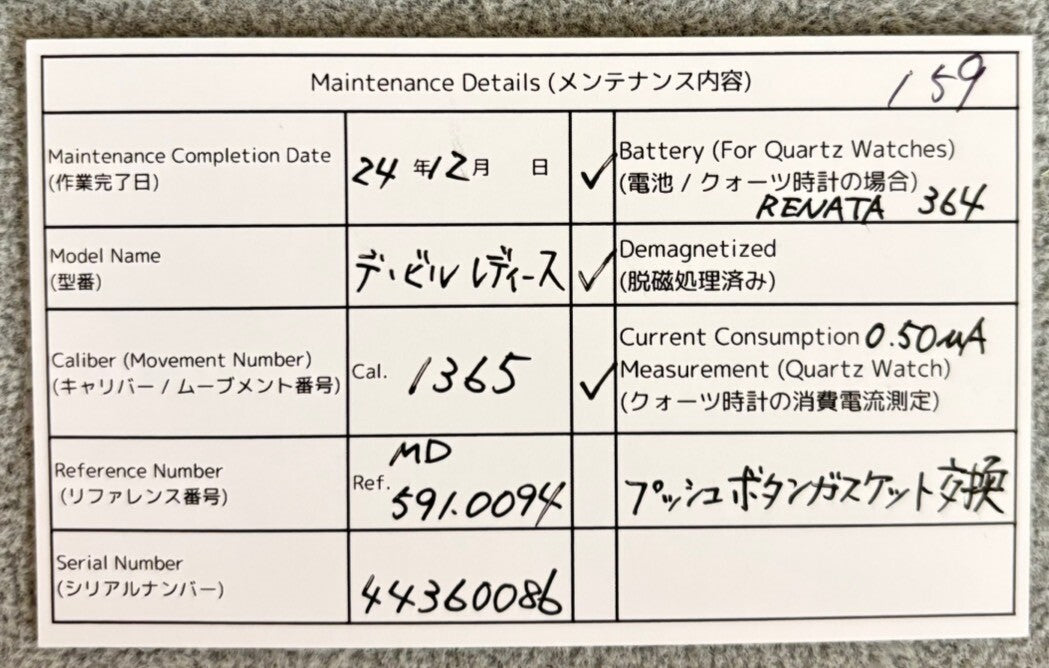 Maintenance Details (メンテナンス内容) 159
Maintenance Completion Date
(作業完了日)
24年12月 日
✓
Battery (For Quartz Watches)
(電池 / クォーツ時計の場合)
RENATA 364
Model Name
(型番)
デ・ビル レディース
✓
Demagnetized
(脱磁処理済み)
Caliber (Movement Number)
(キャリバー / ムーブメント番号)
Cal. 1365
✓
Current Consumption 0.50μA
Measurement (Quartz Watch)
(クォーツ時計の消費電流測定)
Reference Number
(リファレンス番号)
MD
Ref. 591.0094
プッシュボタンガスケット交換
Serial Number
(シリアルナンバー)
44360086